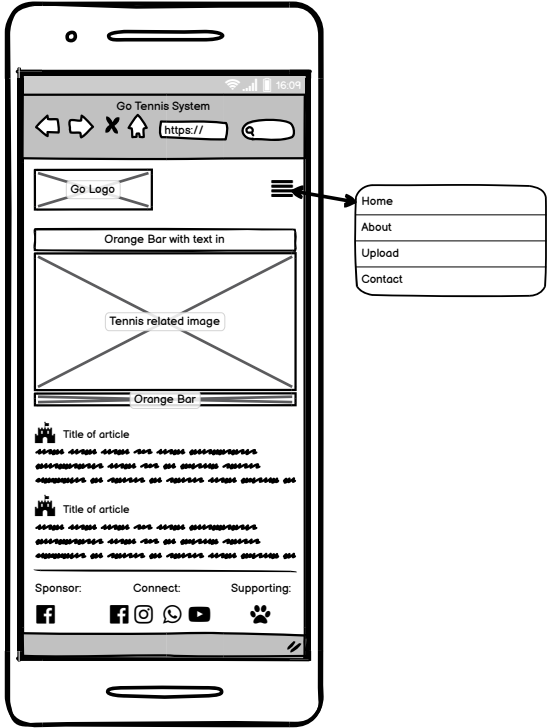 16:09
Go Tennis System
https://
Go Logo
Home
About
Upload
Contact
Orange Bar with text in
Tennis related image
Orange Bar
Title of article
Title of article
Sponsor: Connect: Supporting: